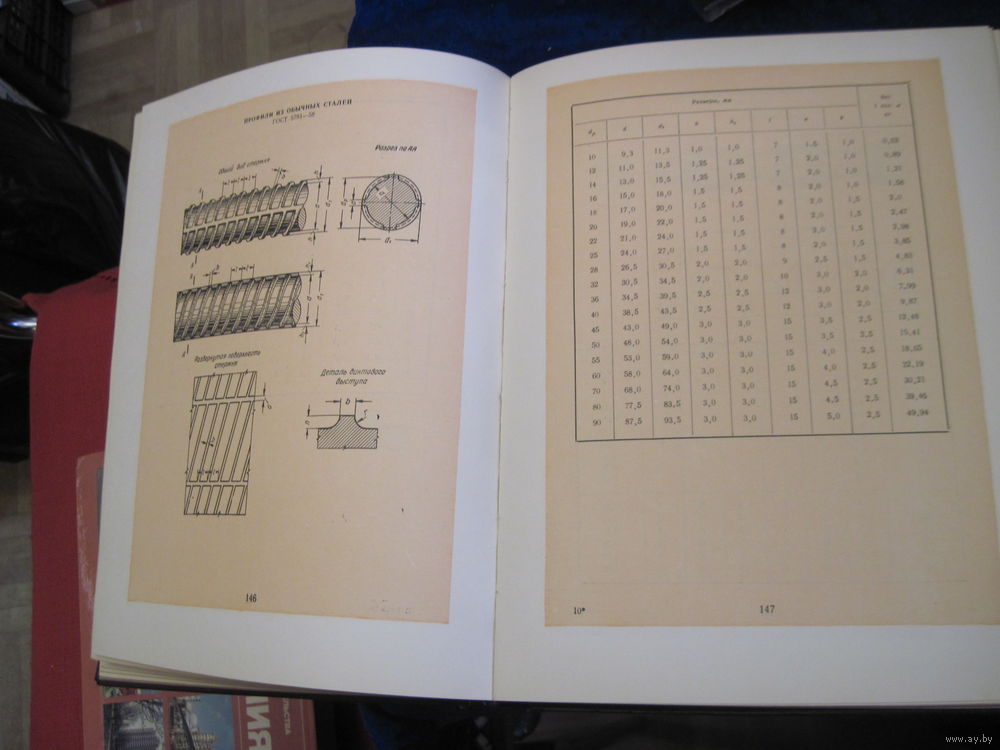 ПРОФИЛИ ИЗ ОБЫЧНЫХ СТАЛЕЙ
ГОСТ 5781—58
Общий вид стержня
Разрез по АА
Развернутая поверхность
стержня
Деталь винтового
выступа
b
r
h
d₁
146
Размеры, мм
Вес
10 9,3 11,3 1,0 1,0 7 1,5 1,0
12 11,0 13,5 1,25 1,25 7 2,0 1,0 0,89
14 13,0 15,5 1,25 1,25 7 2,0 1,0 1,21
16 15,0 18,0 1,5 1,5 8 2,0 1,0 1,58
18 17,0 20,0 1,5 1,5 8 2,0 1,5 2,0
20 19,0 22,0 1,5 1,5 8 2,0 1,5 2,47
22 21,0 24,0 1,5 1,5 8 2,0 1,5 2,98
25 24,0 27,0 1,5 1,5 8 2,0 1,5 3,85
28 26,5 30,5 2,0 2,0 9 2,5 1,5 4,83
32 30,5 34,5 2,0 2,0 10 3,0 2,0 6,31
36 34,5 39,5 2,5 2,5 12 3,0 2,0 7,99
40 38,5 43,5 2,5 2,5 12 3,0 2,0 9,87
45 43,0 49,0 3,0 3,0 15 3,5 2,5 12,48
50 48,0 54,0 3,0 3,0 15 3,5 2,5 15,41
55 53,0 59,0 3,0 3,0 15 4,0 2,5 18,65
60 58,0 64,0 3,0 3,0 15 4,0 2,5 22,19
70 68,0 74,0 3,0 3,0 15 4,5 2,5 30,21
80 77,5 83,5 3,0 3,0 15 4,5 2,5 39,46
90 87,5 93,5 3,0 3,0 15 5,0 2,5 49,94
10*
147
www.ay.by